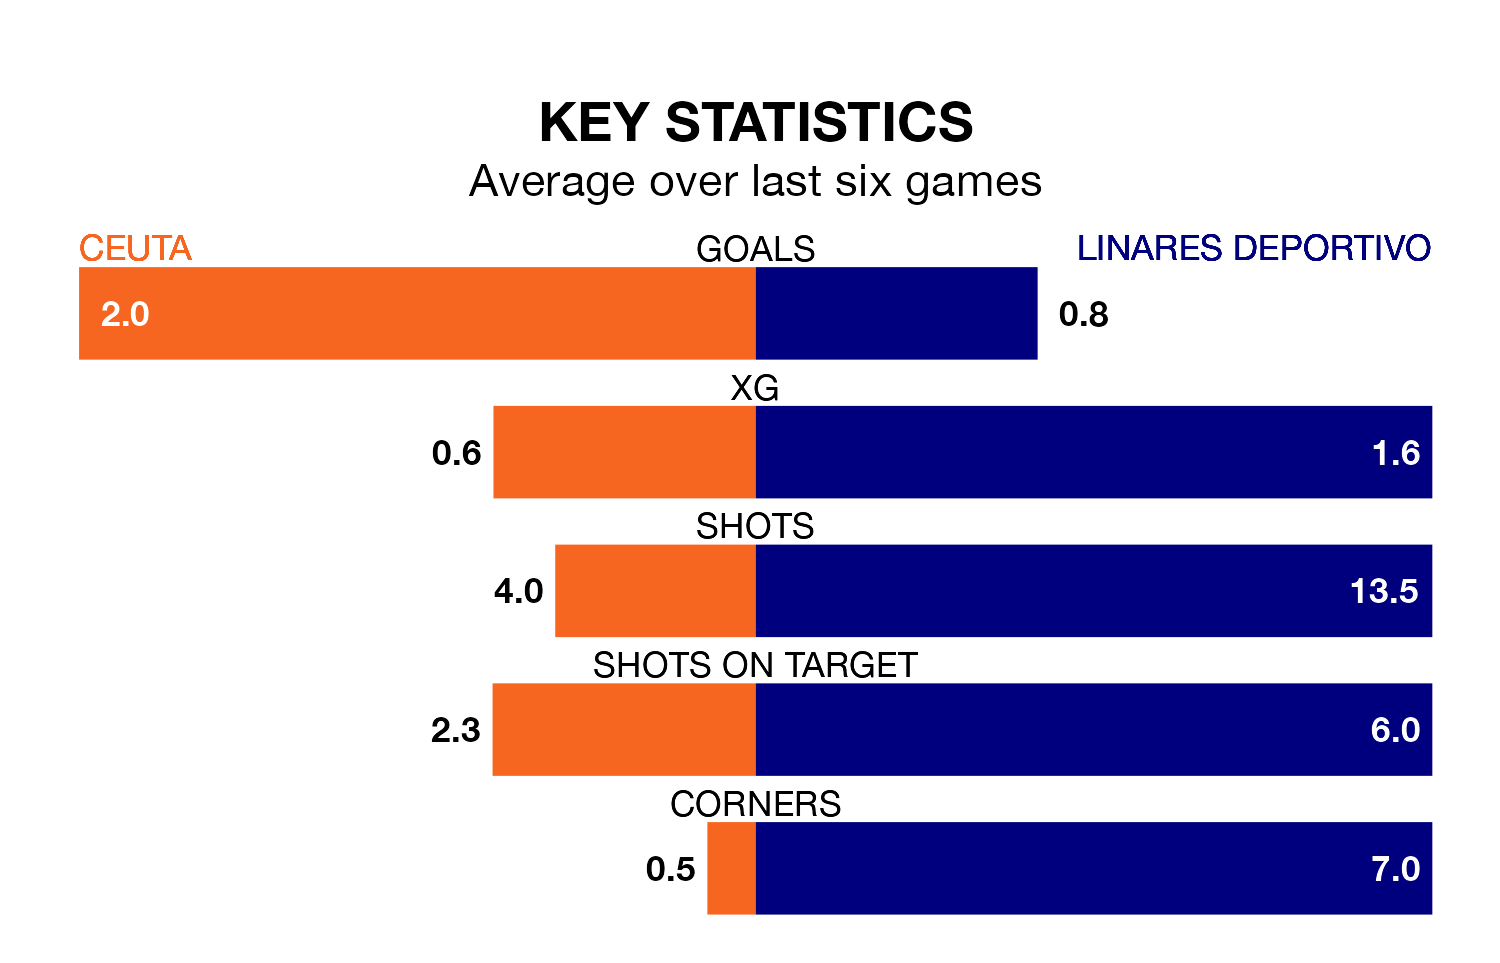 KEY STATISTICS
Average over last six games
CEUTA GOALS LINARES DEPORTIVO
2.0 0.8
XG
0.6 1.6
SHOTS
4.0 13.5
SHOTS ON TARGET
2.3 6.0
CORNERS
0.5 7.0